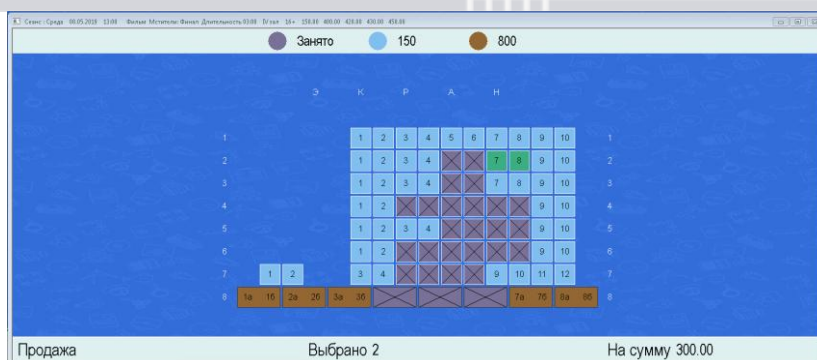 Сеанс : Среда 08.05.2019 13:00 Фильм: Мстители: Финал Длительность 03:09 IV зал 16+ 150.00 400.00 420.00 430.00 450.00
Занято 150 800
Э К Р А Н
1 1 2 3 4 5 6 7 8 9 10 1
2 1 2 3 4 7 8 9 10 2
3 1 2 3 4 7 8 9 10 3
4 1 2 9 10 4
5 1 2 3 4 9 10 5
6 1 2 9 10 6
7 1 2 3 4 9 10 11 12 7
8 1а 1б 2а 2б 3а 3б 7а 7б 8а 8б 8
Продажа Выбрано 2 На сумму 300.00